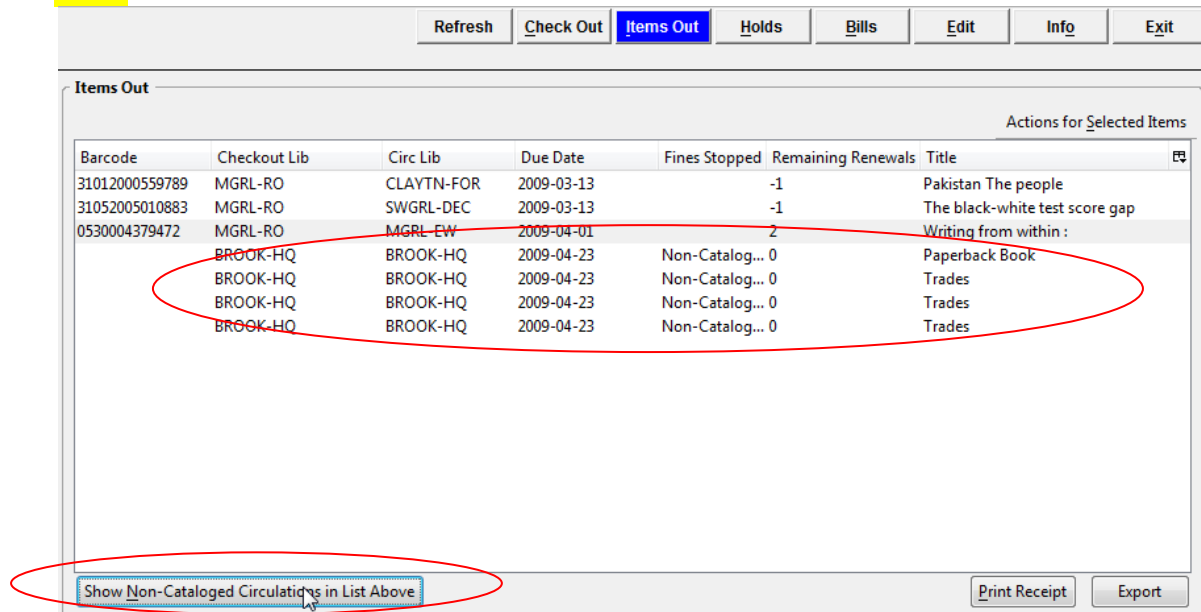 Refresh Check Out Items Out Holds Bills Edit Info Exit
Items Out
Actions for Selected Items
Barcode Checkout Lib Circ Lib Due Date Fines Stopped Remaining Renewals Title
31012000559789 MGRL-RO CLAYTN-FOR 2009-03-13 -1 Pakistan The people
31052005010883 MGRL-RO SWGRL-DEC 2009-03-13 -1 The black-white test score gap
0530004379472 MGRL-RO MGRL-EW 2009-04-01 2 Writing from within :
BROOK-HQ BROOK-HQ 2009-04-23 Non-Catalog... 0 Paperback Book
BROOK-HQ BROOK-HQ 2009-04-23 Non-Catalog... 0 Trades
BROOK-HQ BROOK-HQ 2009-04-23 Non-Catalog... 0 Trades
BROOK-HQ BROOK-HQ 2009-04-23 Non-Catalog... 0 Trades
Show Non-Cataloged Circulations in List Above Print Receipt Export